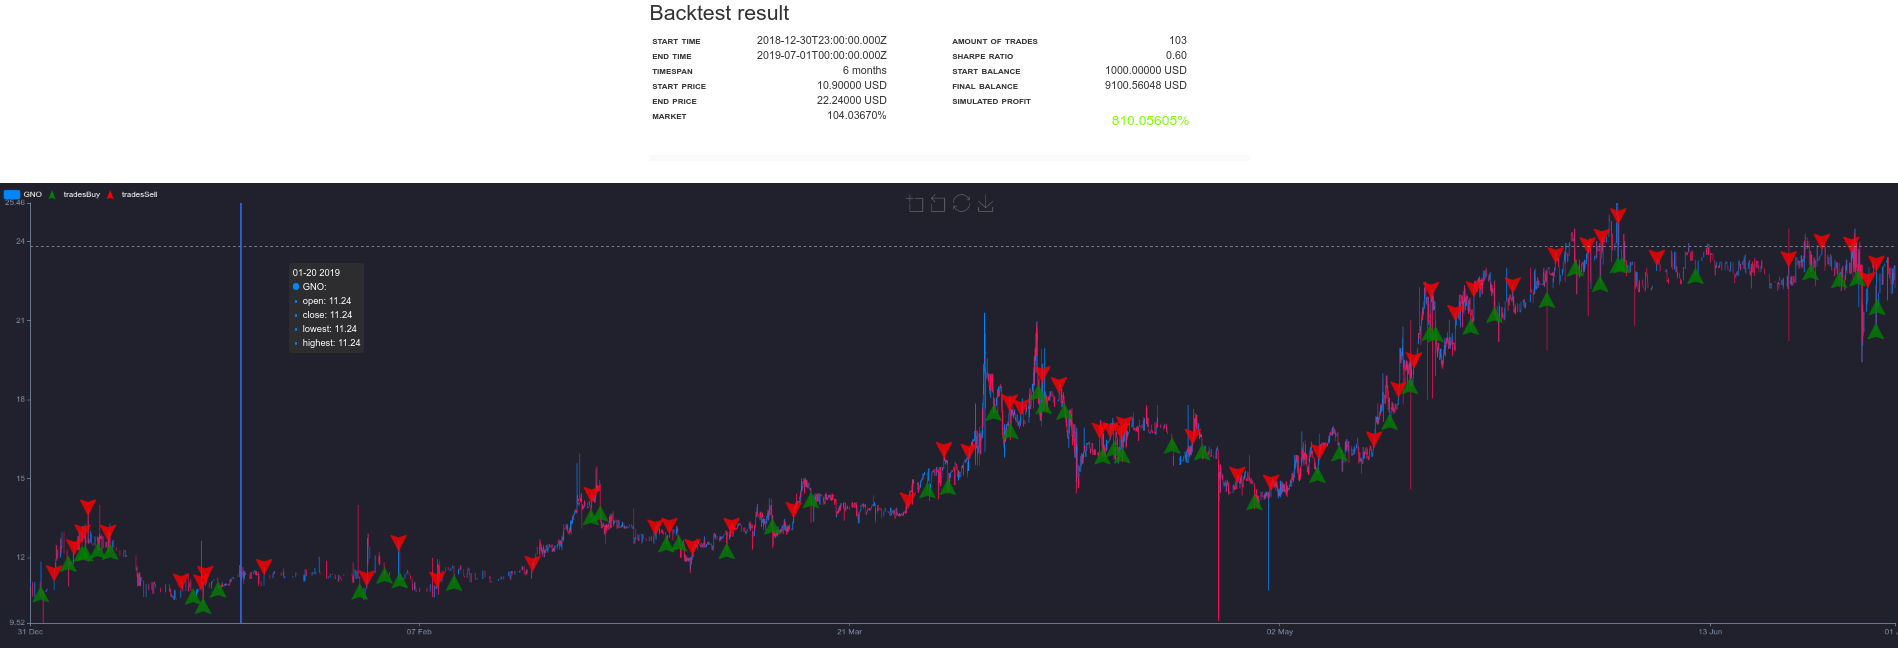 Backtest result
START TIME 2018-12-30T23:00:00.000Z
END TIME 2019-07-01T00:00:00.000Z
TIMESPAN 6 months
START PRICE 10.90000 USD
END PRICE 22.24000 USD
MARKET 104.03670%
AMOUNT OF TRADES 103
SHARPE RATIO 0.60
START BALANCE 1000.00000 USD
FINAL BALANCE 9100.56048 USD
SIMULATED PROFIT
810.05605%
GNO tradesBuy tradesSell
25.46
24
21
18
15
12
9.52
01-20 2019
GNO:
open: 11.24
close: 11.24
lowest: 11.24
highest: 11.24
31 Dec 07 Feb 21 Mar 02 May 13 Jun 01